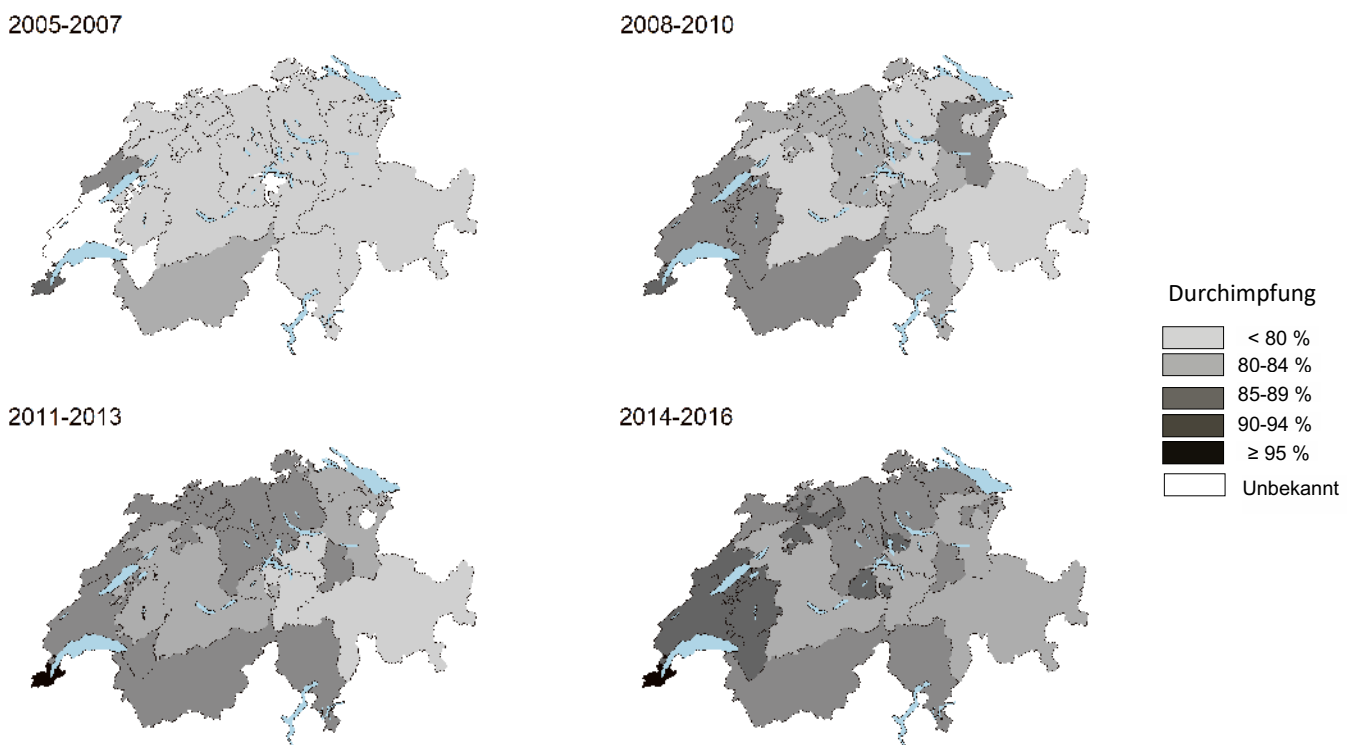 2005-2007
2008-2010
2011-2013
2014-2016
Durchimpfung
< 80 %
80-84 %
85-89 %
90-94 %
≥ 95 %
Unbekannt